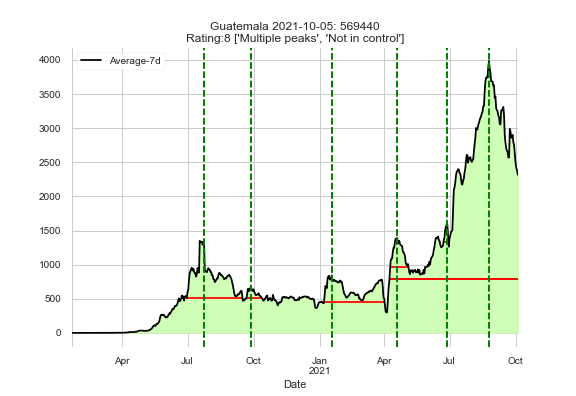 Guatemala 2021-10-05: 569440
Rating:8 ['Multiple peaks', 'Not in control']
Average-7d
4000
3500
3000
2500
2000
1500
1000
500
0
Apr Jul Oct Jan Apr Jul Oct
2021
Date